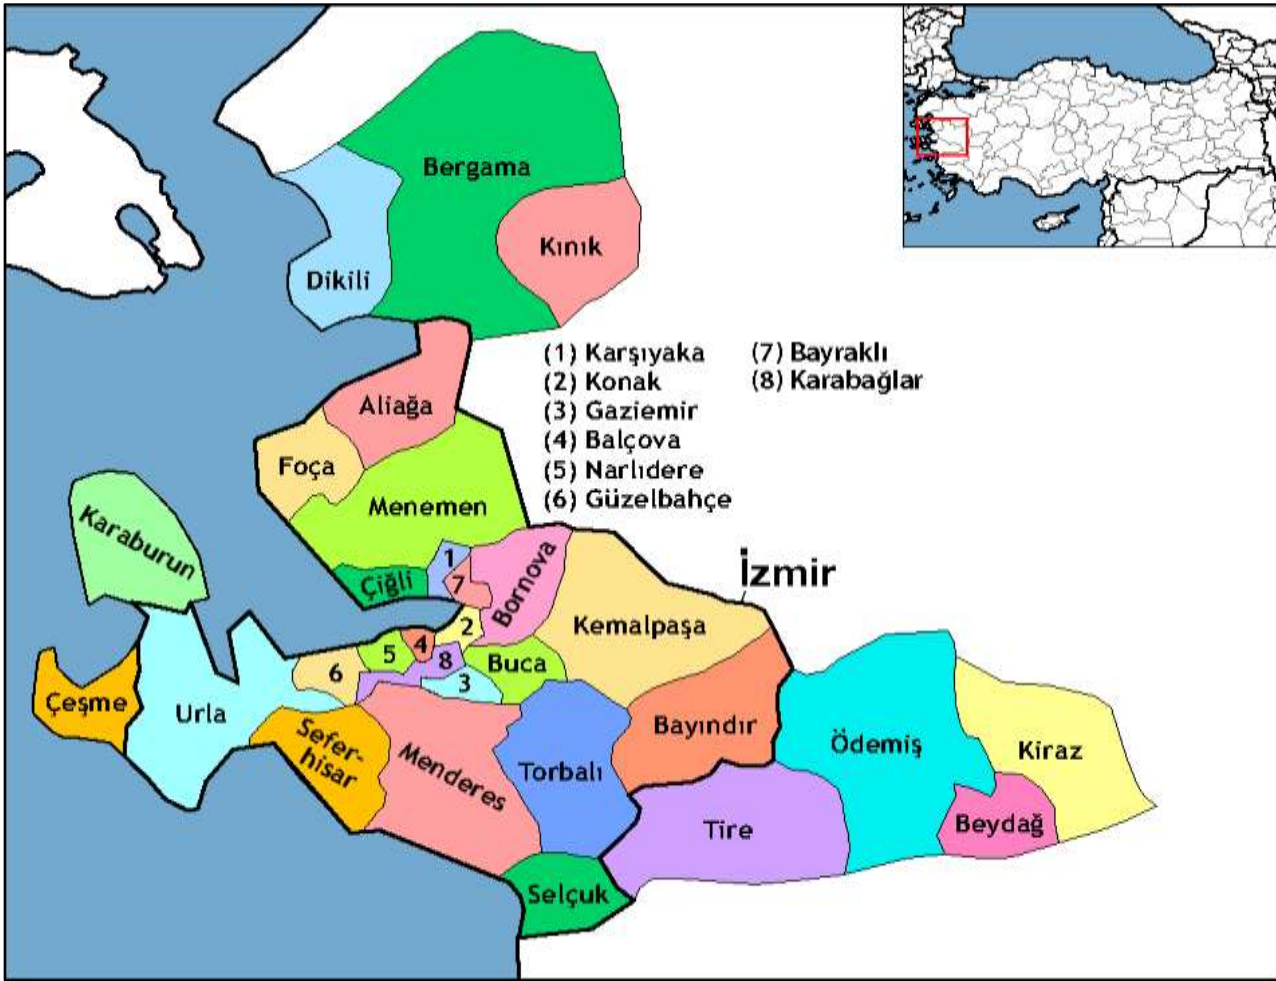 Bergama
Kınık
Dikili
(1) Karşıyaka
(2) Konak
(3) Gaziemir
(4) Balçova
(5) Narlıdere
(6) Güzelbahçe
(7) Bayraklı
(8) Karabağlar
Aliağa
Foça
Menemen
Karaburun
Çiğli
1
7
Bornova
İzmir
2
Kemalpaşa
4
5
8
Buca
6
3
Çeşme
Urla
Sefer-
hisar
Menderes
Torbalı
Bayındır
Ödemiş
Kiraz
Tire
Beydağ
Selçuk